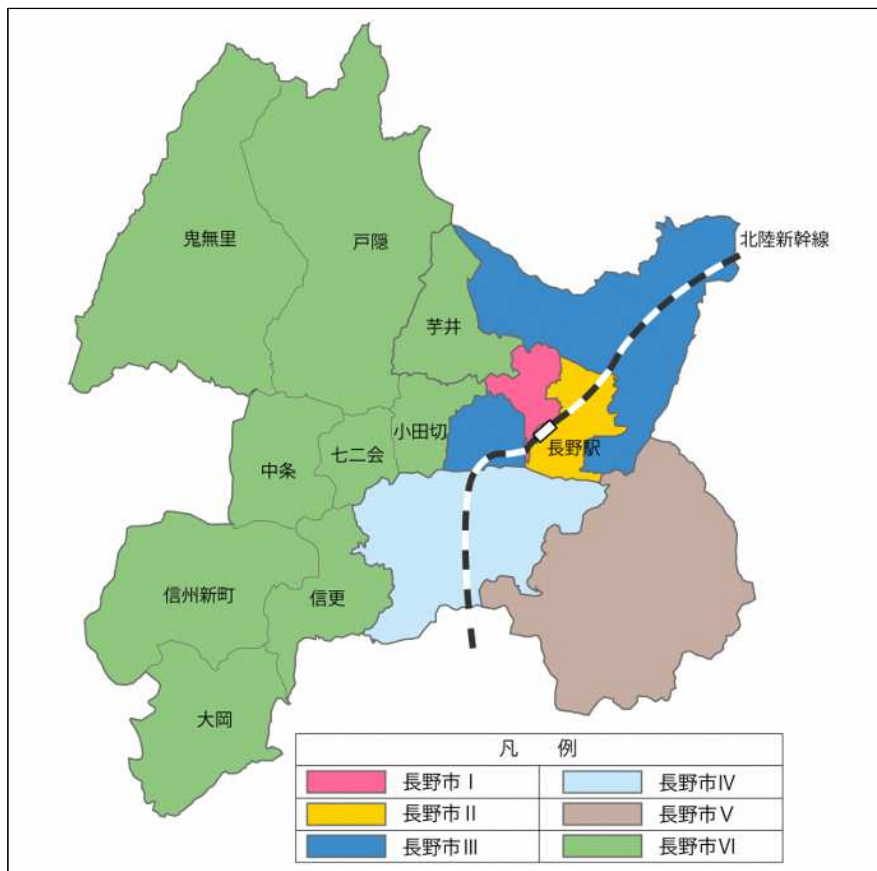 北陸新幹線
鬼無里
戸隠
芋井
小田切
長野駅
七二会
中条
信州新町
信更
大岡
凡 例
長野市Ⅰ
長野市Ⅳ
長野市Ⅱ
長野市Ⅴ
長野市Ⅲ
長野市Ⅵ